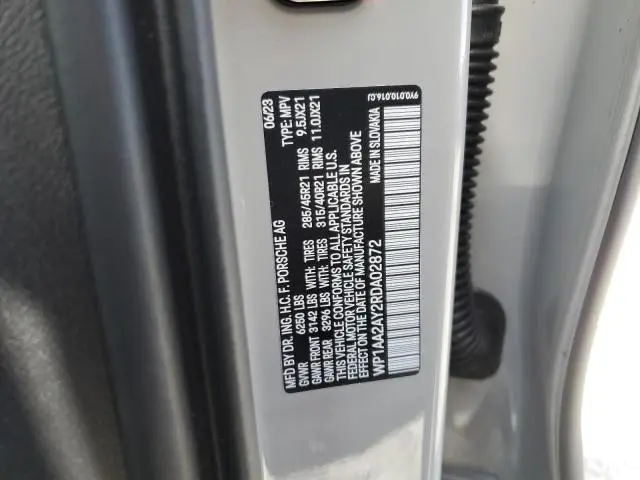 MFD BY DR. ING. H.C. F. PORSCHE AG 06/23
GVWR 6250 LBS TYPE: MPV
GAWR FRONT 3142 LBS WITH: TIRES 285/45R21 RIMS 9.5JX21
GAWR REAR 3296 LBS WITH: TIRES 315/40R21 RIMS 11.0JX21
THIS VEHICLE CONFORMS TO ALL APPLICABLE U.S.
FEDERAL MOTOR VEHICLE SAFETY STANDARDS IN
EFFECT ON THE DATE OF MANUFACTURE SHOWN ABOVE
MADE IN SLOVAKIA
9Y0.010.016.CJ
WP1AA2AY2RDA02872